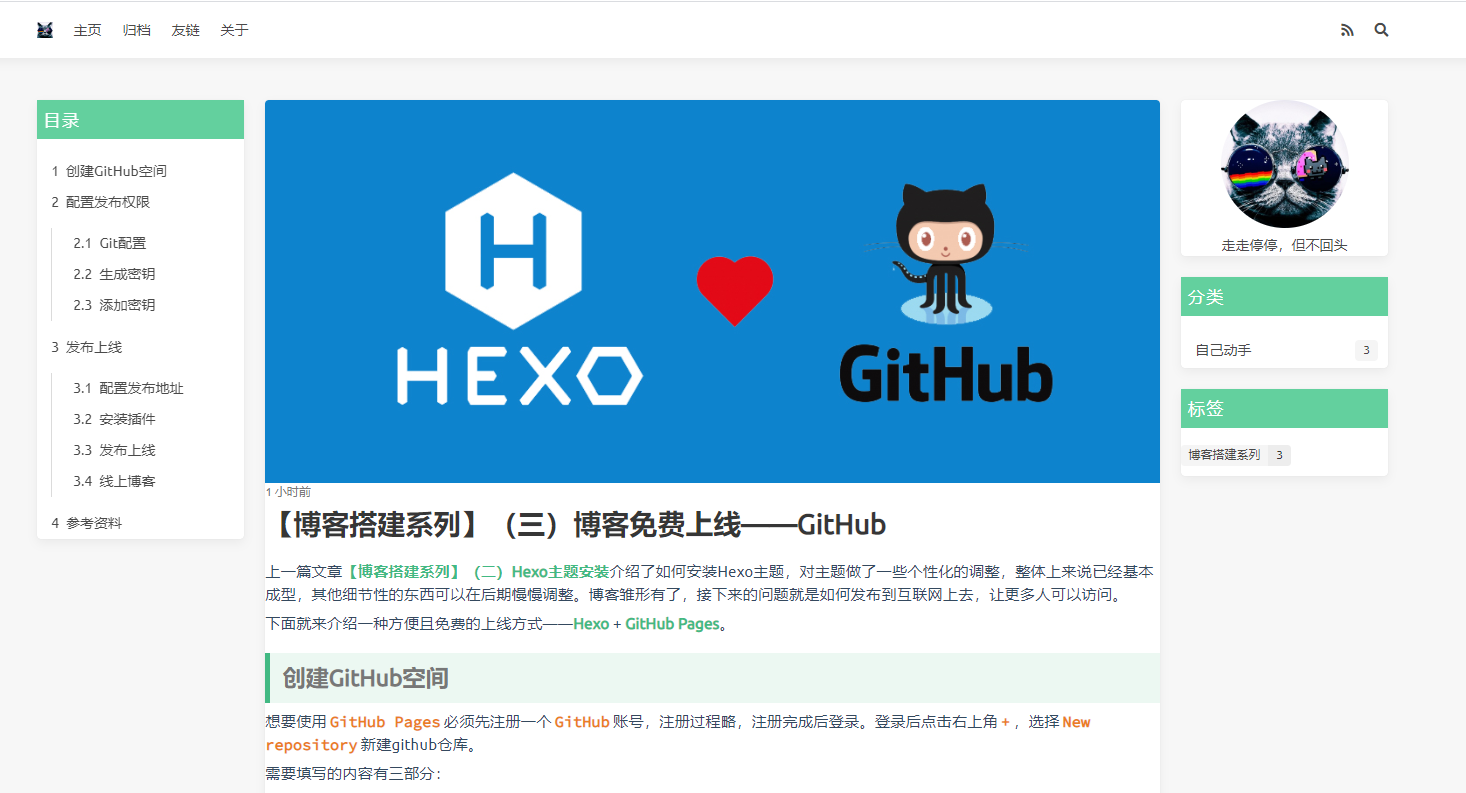 主页 归档 友链 关于
目录
1 创建GitHub空间
2 配置发布权限
2.1 Git配置
2.2 生成密钥
2.3 添加密钥
3 发布上线
3.1 配置发布地址
3.2 安装插件
3.3 发布上线
3.4 线上博客
4 参考资料
HEXO
GitHub
1 小时前
【博客搭建系列】（三）博客免费上线——GitHub
上一篇文章【博客搭建系列】（二）Hexo主题安装介绍了如何安装Hexo主题，对主题做了一些个性化的调整，整体上来说已经基本
成型，其他细节性的东西可以在后期慢慢调整。博客雏形有了，接下来的问题就是如何发布到互联网上去，让更多人可以访问。
下面就来介绍一种方便且免费的上线方式——Hexo + GitHub Pages。
创建GitHub空间
想要使用 GitHub Pages 必须先注册一个 GitHub 账号，注册过程略，注册完成后登录。登录后点击右上角 + ，选择 New
repository 新建github仓库。
需要填写的内容有三部分：
走走停停，但不回头
分类
自己动手 3
标签
博客搭建系列 3